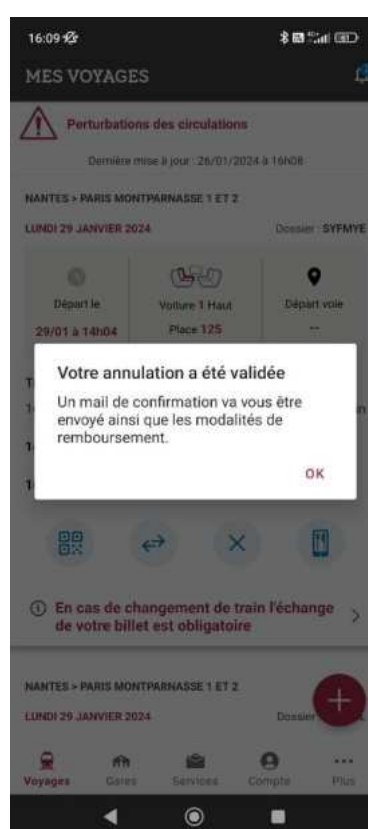 16:09
MES VOYAGES
Perturbations des circulations
Dernière mise à jour : 26/01/2024 à 16h08
NANTES > PARIS MONTPARNASSE 1 ET 2
LUNDI 29 JANVIER 2024 Dossier : SYFMYE
Départ le Voiture 1 Haut Départ voie
29/01 à 14h04 Place 125 --
Votre annulation a été validée
Un mail de confirmation va vous être
envoyé ainsi que les modalités de
remboursement.
OK
En cas de changement de train l'échange
de votre billet est obligatoire
NANTES > PARIS MONTPARNASSE 1 ET 2
LUNDI 29 JANVIER 2024 Dossier
Voyages Gares Services Compte Plus